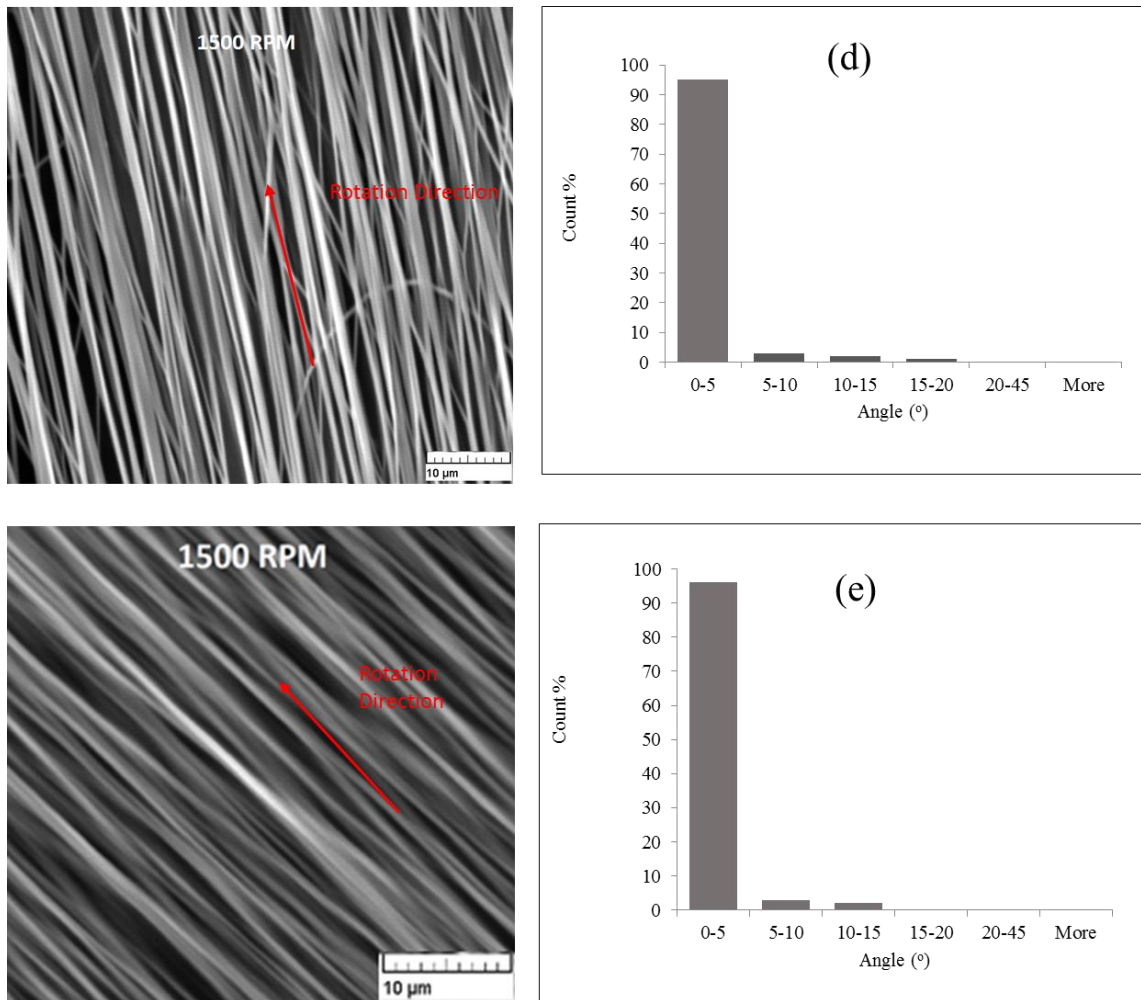 1500 RPM
Rotation Direction
10 µm
(d)
100
90
80
70
60
50
40
30
20
10
0
Count %
0-5 5-10 10-15 15-20 20-45 More
Angle (º)
1500 RPM
Rotation
Direction
10 µm
(e)
100
90
80
70
60
50
40
30
20
10
0
Count %
0-5 5-10 10-15 15-20 20-45 More
Angle (º)